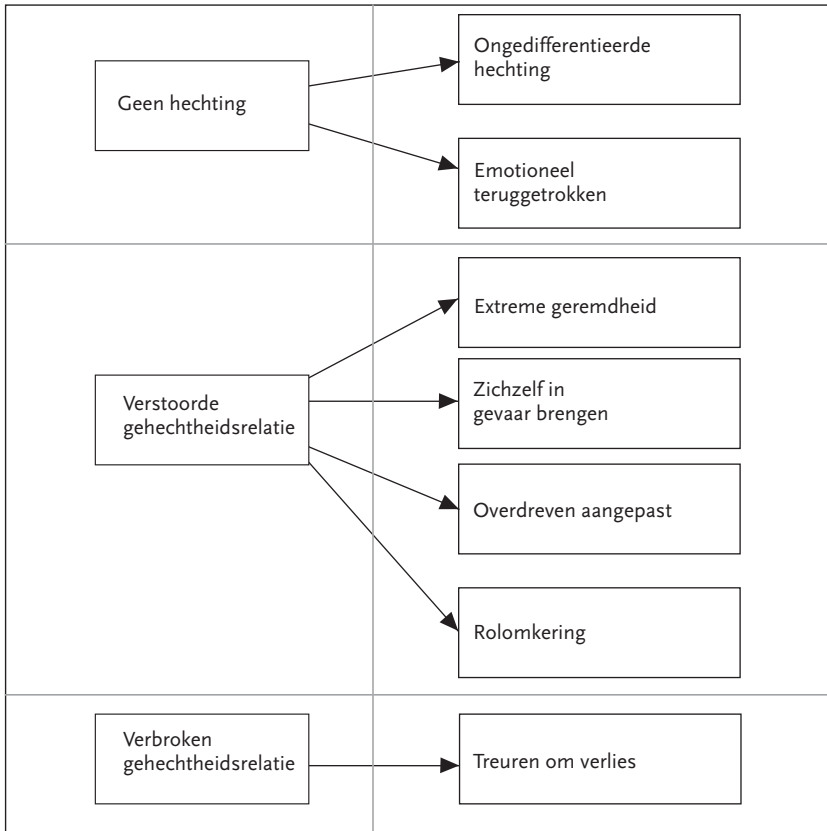 Geen hechting
Ongedifferentieerde
hechting
Emotioneel
teruggetrokken
Verstoorde
gehechtheidsrelatie
Extreme geremdheid
Zichzelf in
gevaar brengen
Overdreven aangepast
Rolomkering
Verbroken
gehechtheidsrelatie
Treuren om verlies